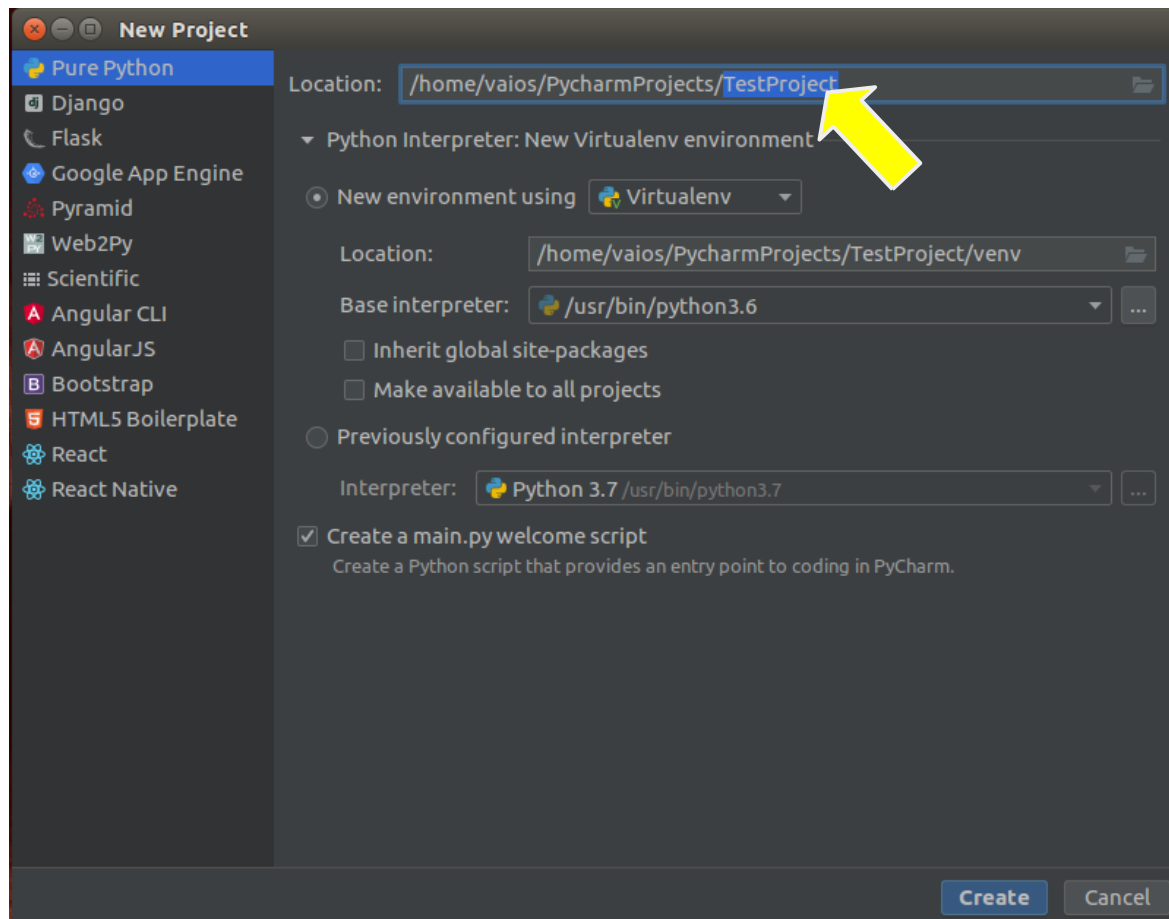 New Project
Pure Python
Django
Flask
Google App Engine
Pyramid
Web2Py
Scientific
Angular CLI
AngularJS
Bootstrap
HTML5 Boilerplate
React
React Native
Location: /home/vaios/PycharmProjects/TestProject
Python Interpreter: New Virtualenv environment
New environment using Virtualenv
Location: /home/vaios/PycharmProjects/TestProject/venv
Base interpreter: /usr/bin/python3.6 ...
Inherit global site-packages
Make available to all projects
Previously configured interpreter
Interpreter: Python 3.7 /usr/bin/python3.7 ...
Create a main.py welcome script
Create a Python script that provides an entry point to coding in PyCharm.
Create Cancel